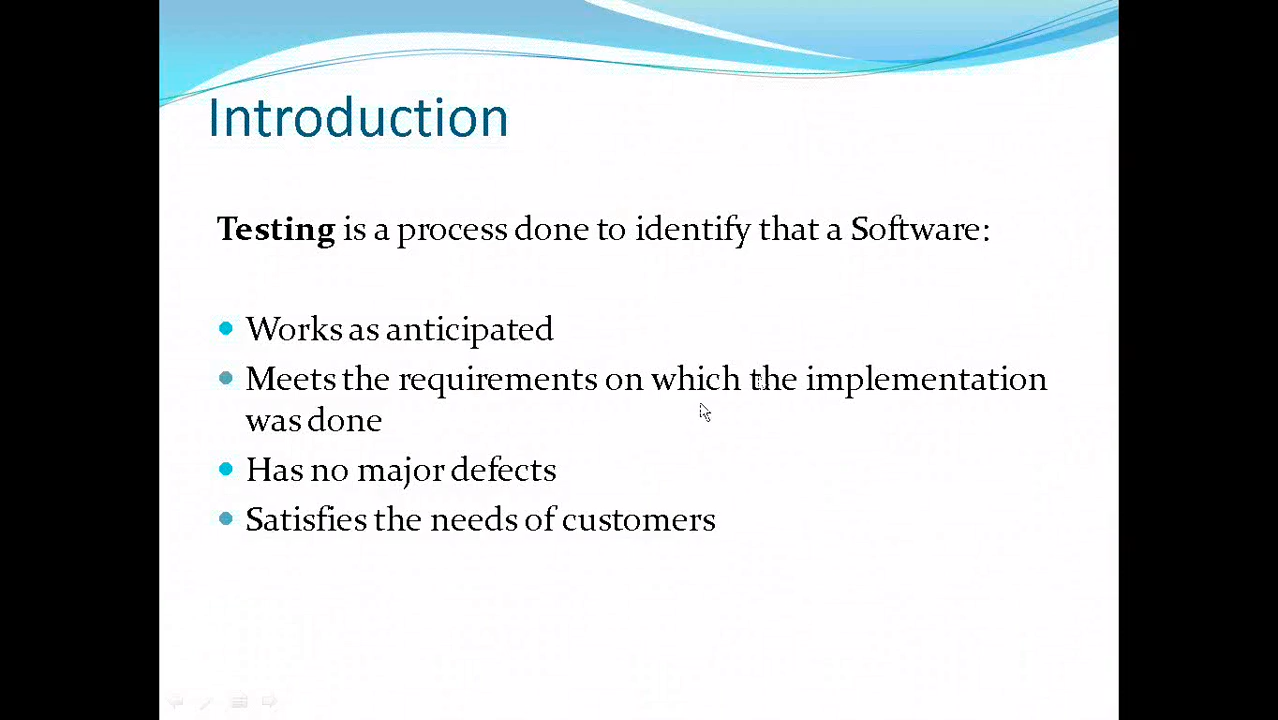 Introduction
Testing is a process done to identify that a Software:
Works as anticipated
Meets the requirements on which the implementation
was done
Has no major defects
Satisfies the needs of customers